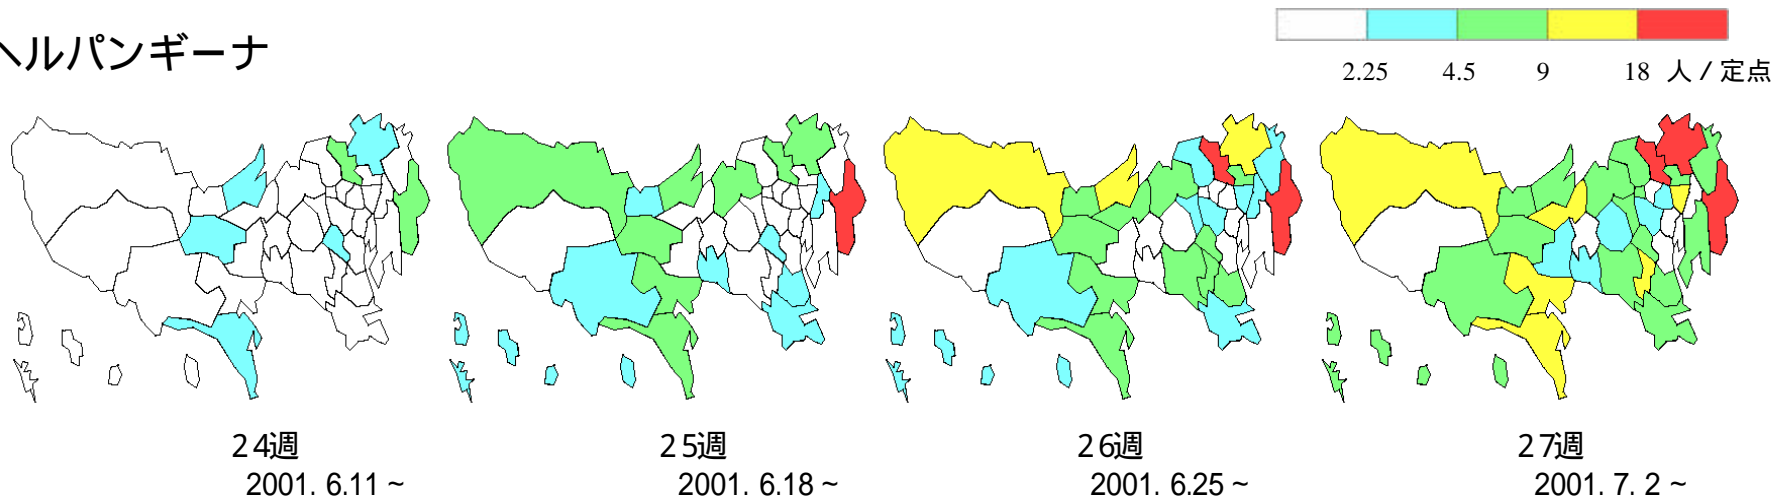 ヘルパンギーナ
2.25 4.5 9 18 人 / 定点
24週 25週 26週 27週
2001. 6.11 ~ 2001. 6.18 ~ 2001. 6.25 ~ 2001. 7. 2 ~